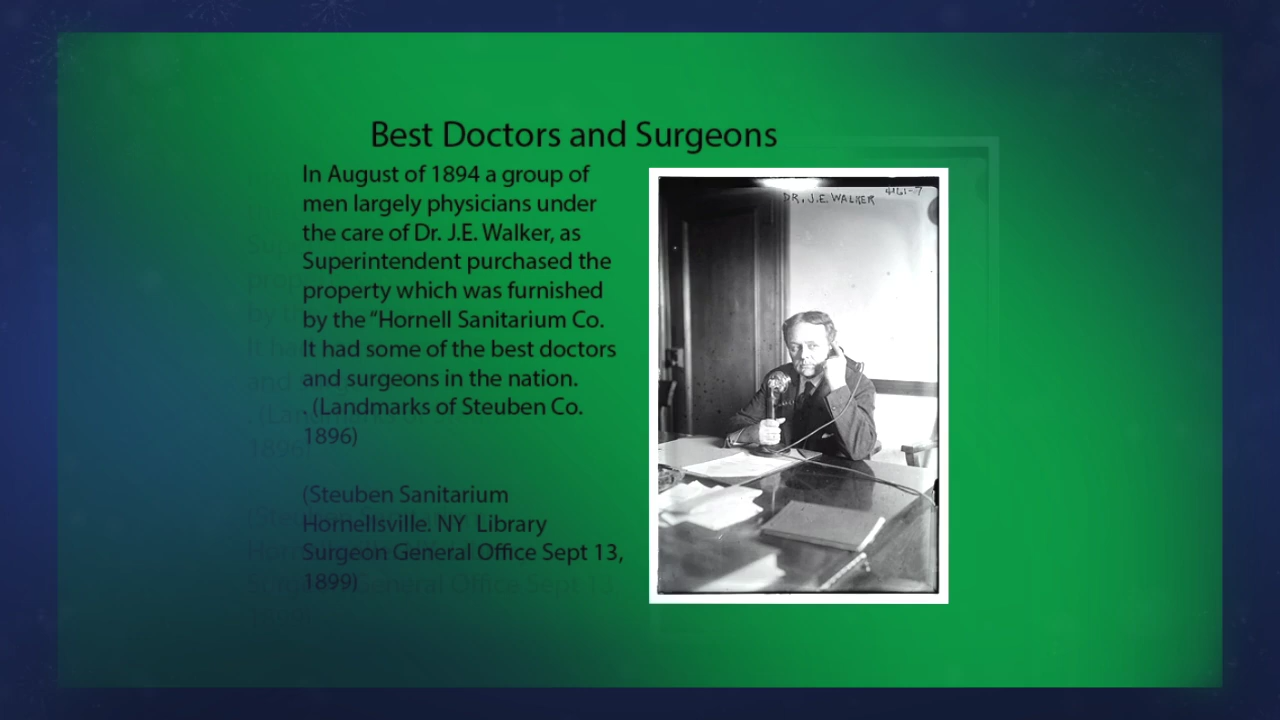 Best Doctors and Surgeons
In August of 1894 a group of
men largely physicians under
the care of Dr. J.E. Walker, as
Superintendent purchased the
property which was furnished
by the “Hornell Sanitarium Co.
It had some of the best doctors
and surgeons in the nation.
. (Landmarks of Steuben Co.
1896)
(Steuben Sanitarium
Hornellsville. NY Library
Surgeon General Office Sept 13,
1899)
DR. J.E. WALKER 4161-7